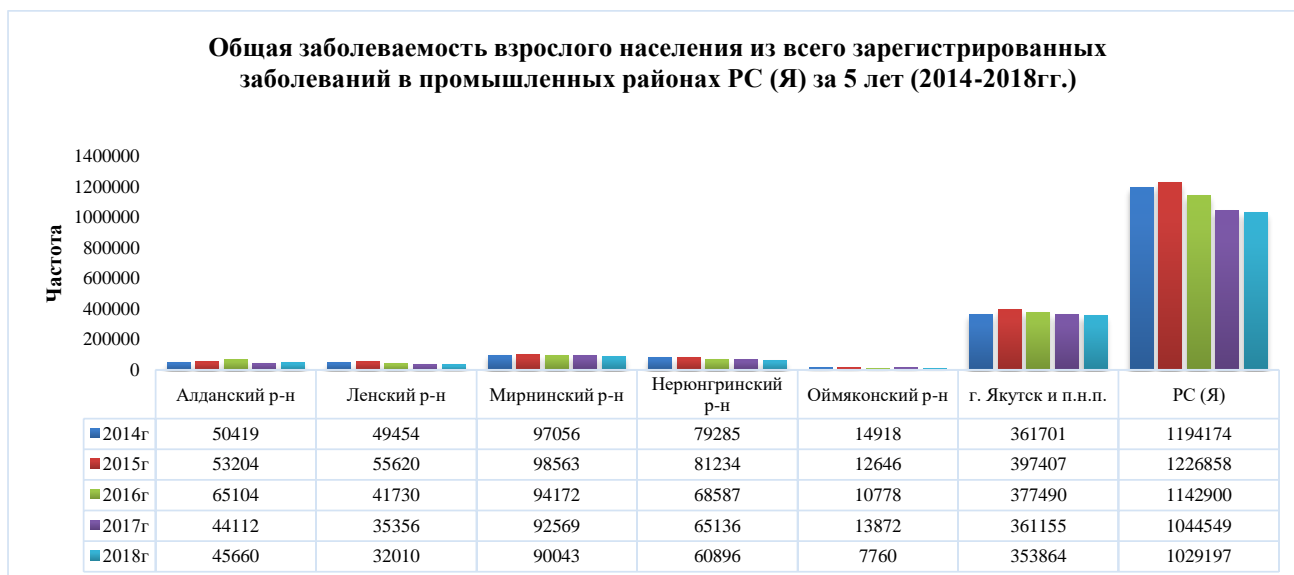 Общая заболеваемость взрослого населения из всего зарегистрированных
заболеваний в промышленных районах РС (Я) за 5 лет (2014-2018гг.)
Частота
1400000
1200000
1000000
800000
600000
400000
200000
0
Алданский р-н Ленский р-н Мирнинский р-н Нерюнгринский
р-н Оймяконский р-н г. Якутск и п.н.п. РС (Я)
2014г 50419 49454 97056 79285 14918 361701 1194174
2015г 53204 55620 98563 81234 12646 397407 1226858
2016г 65104 41730 94172 68587 10778 377490 1142900
2017г 44112 35356 92569 65136 13872 361155 1044549
2018г 45660 32010 90043 60896 7760 353864 1029197